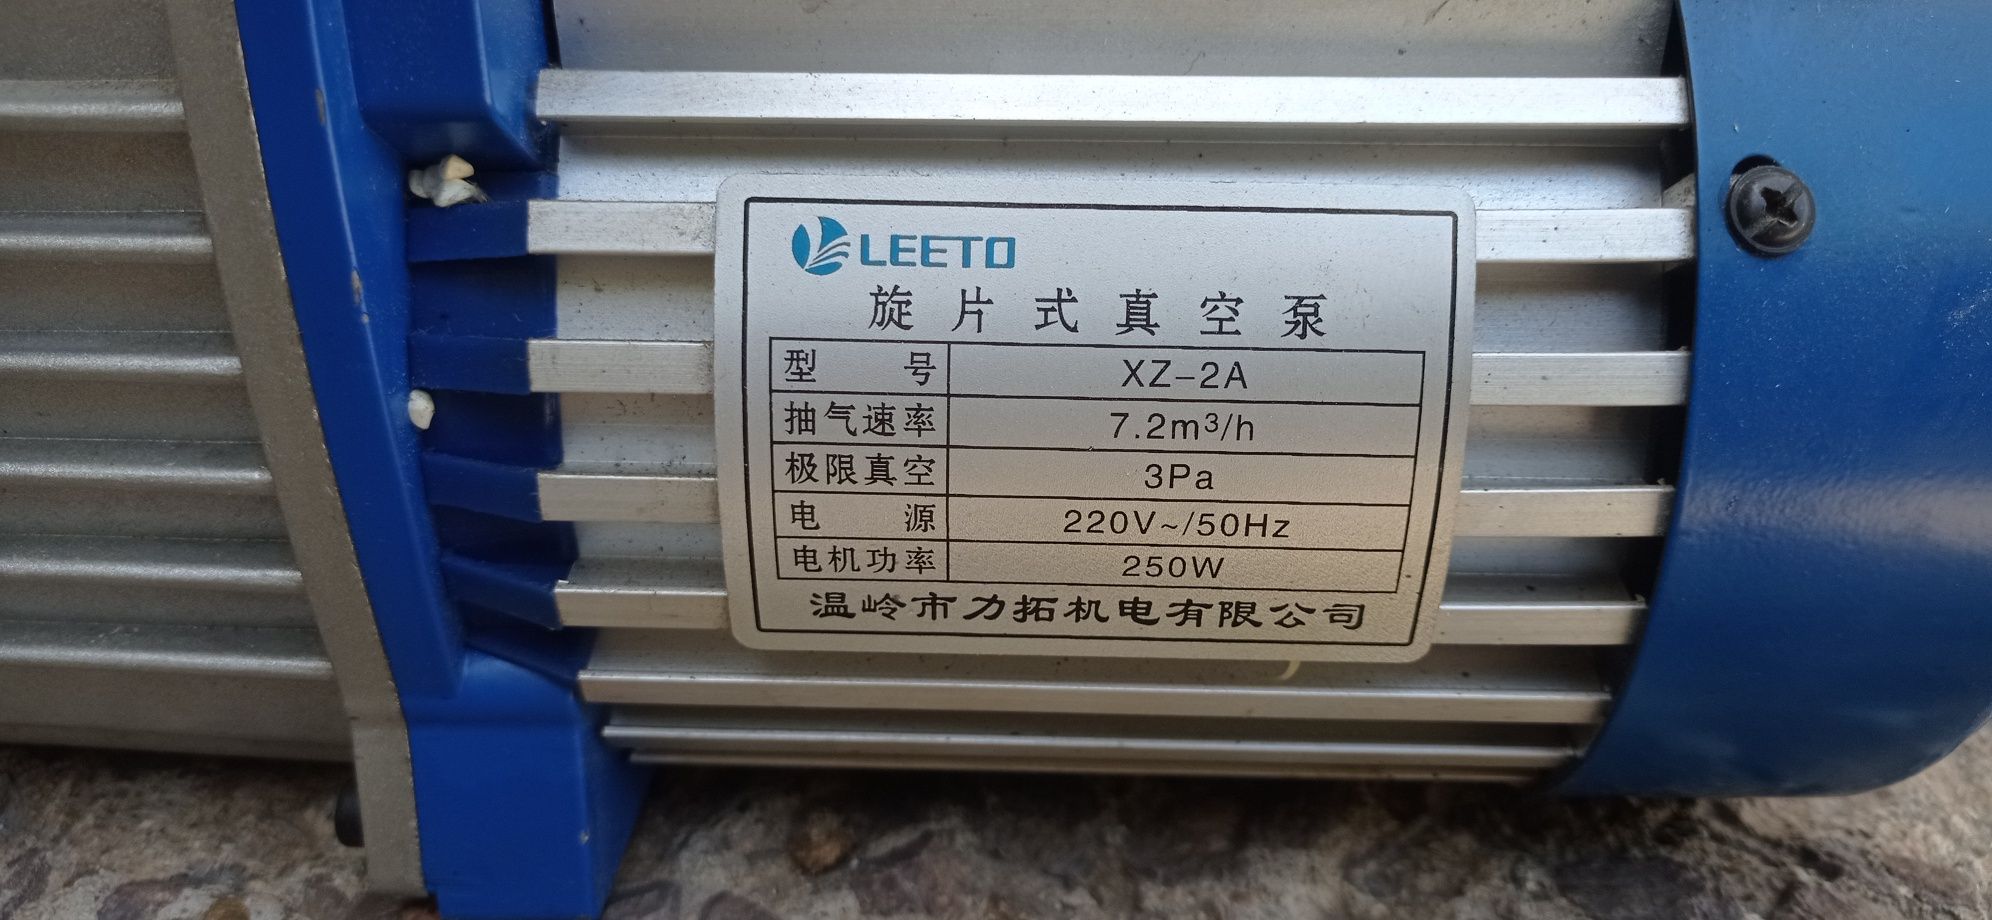 LEETO
旋片式真空泵
型号 XZ-2A
抽气速率 7.2m³/h
极限真空 3Pa
电源 220V~/50Hz
电机功率 250W
温岭市力拓机电有限公司